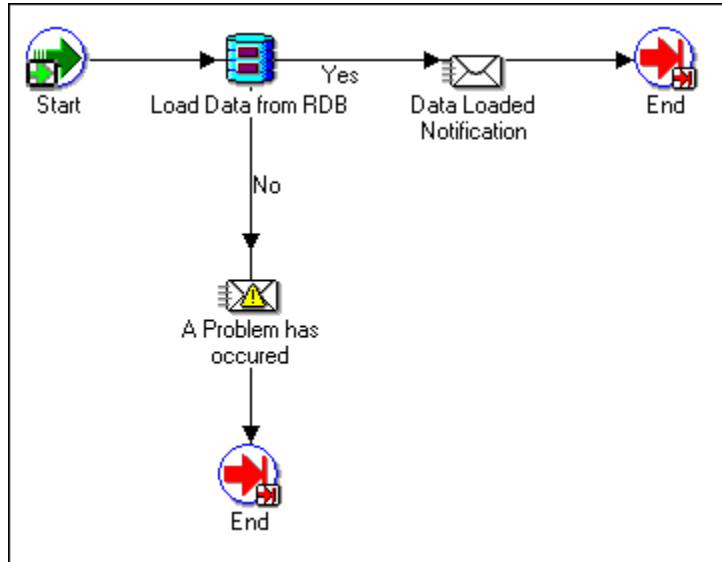 Start
Load Data from RDB
Yes
Data Loaded
Notification
End
No
A Problem has
occured
End